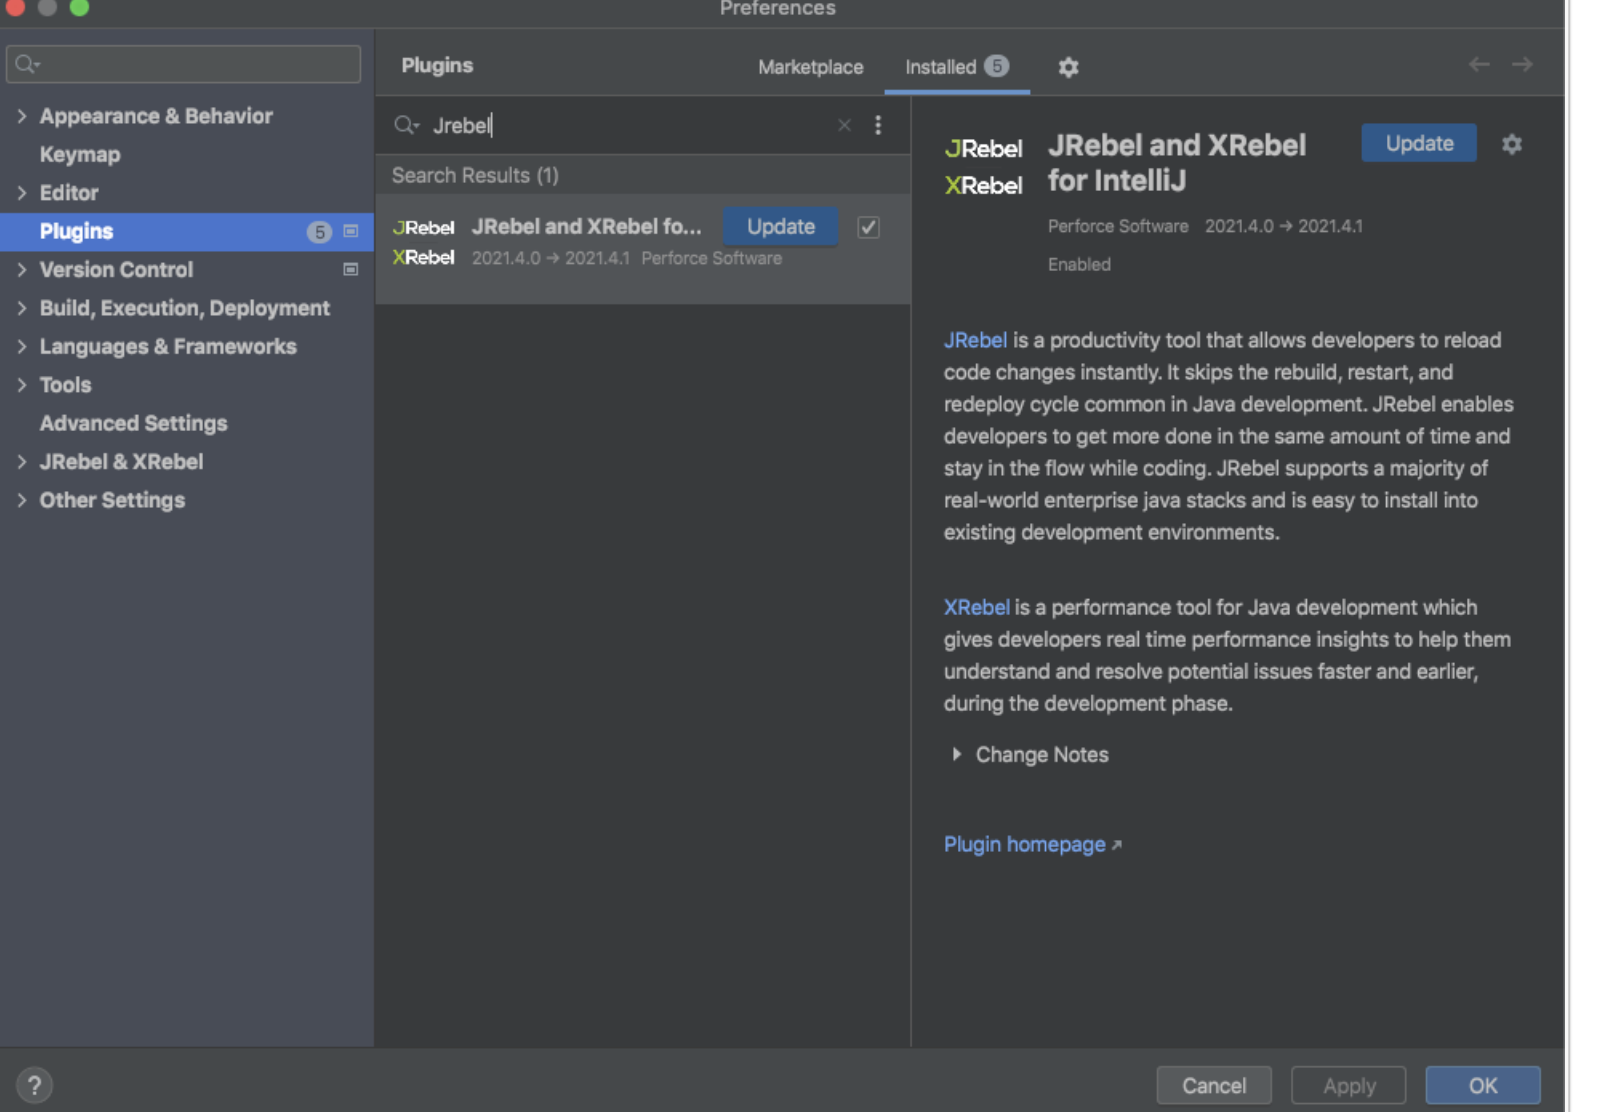 Preferences
Appearance & Behavior
Keymap
Editor
Plugins 5
Version Control
Build, Execution, Deployment
Languages & Frameworks
Tools
Advanced Settings
JRebel & XRebel
Other Settings
Plugins Marketplace Installed 5
Jrebel
Search Results (1)
JRebel JRebel and XRebel fo... Update
XRebel 2021.4.0 → 2021.4.1 Perforce Software
JRebel JRebel and XRebel Update
XRebel for IntelliJ
Perforce Software 2021.4.0 → 2021.4.1
Enabled
JRebel is a productivity tool that allows developers to reload
code changes instantly. It skips the rebuild, restart, and
redeploy cycle common in Java development. JRebel enables
developers to get more done in the same amount of time and
stay in the flow while coding. JRebel supports a majority of
real-world enterprise java stacks and is easy to install into
existing development environments.
XRebel is a performance tool for Java development which
gives developers real time performance insights to help them
understand and resolve potential issues faster and earlier,
during the development phase.
Change Notes
Plugin homepage ↗
? Cancel Apply OK